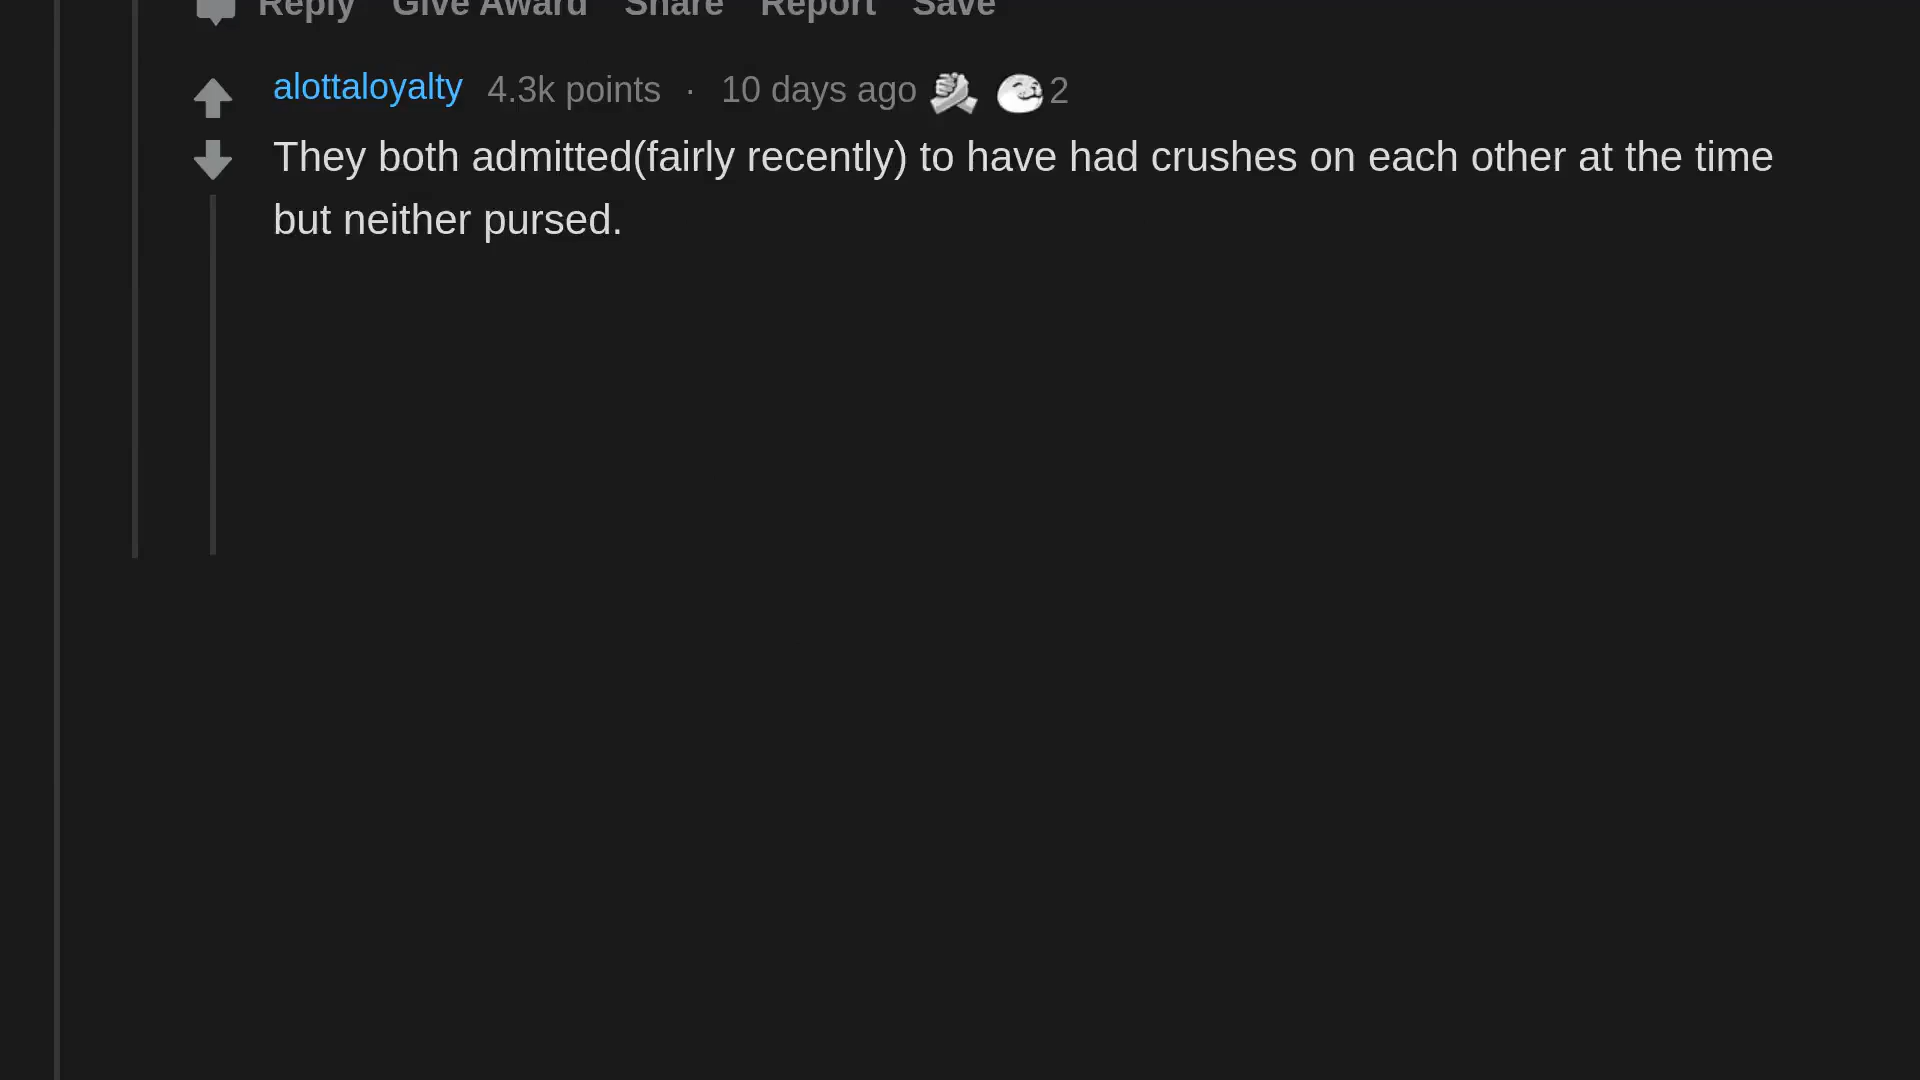 Reply Give Award Share Report Save
alottaloyalty 4.3k points · 10 days ago 2
They both admitted(fairly recently) to have had crushes on each other at the time
but neither pursed.